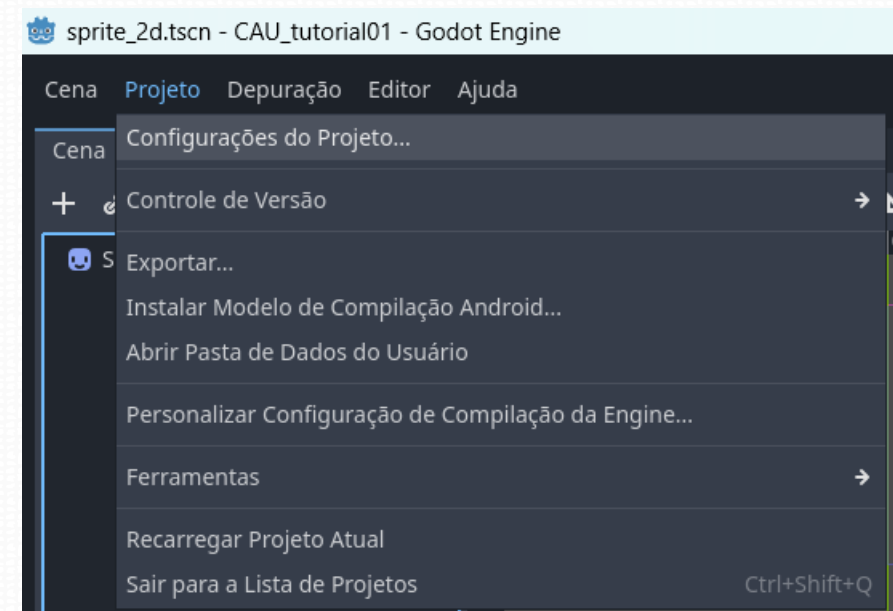 sprite_2d.tscn - CAU_tutorial01 - Godot Engine
Cena Projeto Depuração Editor Ajuda
Cena
Configurações do Projeto...
Controle de Versão
S
Exportar...
Instalar Modelo de Compilação Android...
Abrir Pasta de Dados do Usuário
Personalizar Configuração de Compilação da Engine...
Ferramentas
Recarregar Projeto Atual
Sair para a Lista de Projetos Ctrl+Shift+Q